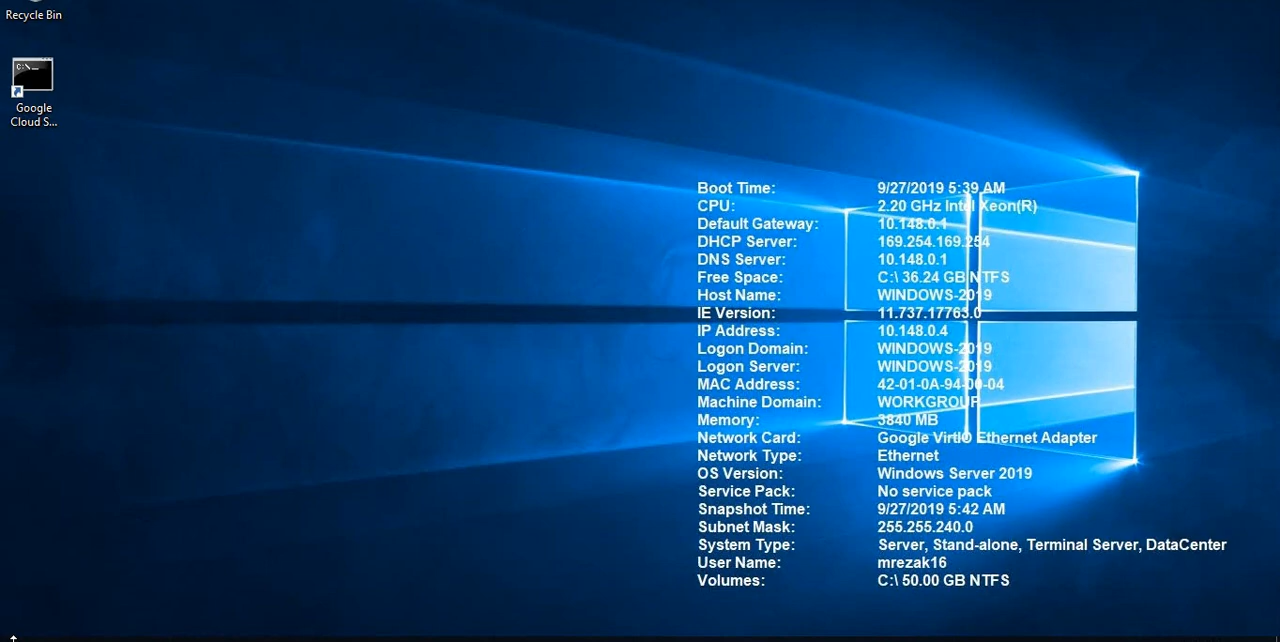 Recycle Bin
C:\_
Google
Cloud S...
Boot Time: 9/27/2019 5:39 AM
CPU: 2.20 GHz Intel Xeon(R)
Default Gateway: 10.148.0.1
DHCP Server: 169.254.169.254
DNS Server: 10.148.0.1
Free Space: C:\ 36.24 GB NTFS
Host Name: WINDOWS-2019
IE Version: 11.737.17763.0
IP Address: 10.148.0.4
Logon Domain: WINDOWS-2019
Logon Server: WINDOWS-2019
MAC Address: 42-01-0A-94-00-04
Machine Domain: WORKGROUP
Memory: 3840 MB
Network Card: Google VirtIO Ethernet Adapter
Network Type: Ethernet
OS Version: Windows Server 2019
Service Pack: No service pack
Snapshot Time: 9/27/2019 5:42 AM
Subnet Mask: 255.255.240.0
System Type: Server, Stand-alone, Terminal Server, DataCenter
User Name: mrezak16
Volumes: C:\ 50.00 GB NTFS